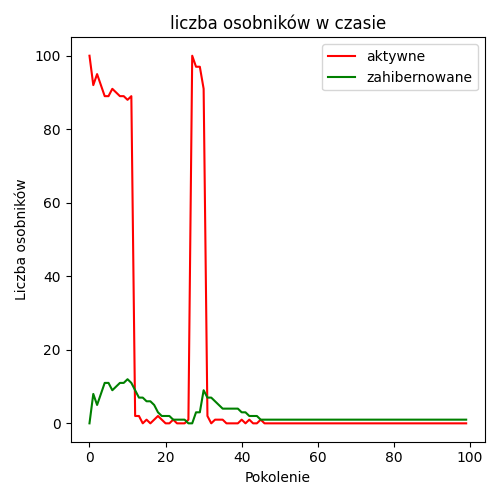 liczba osobników w czasie
aktywne
zahibernowane
Liczba osobników
100
80
60
40
20
0
0 20 40 60 80 100
Pokolenie